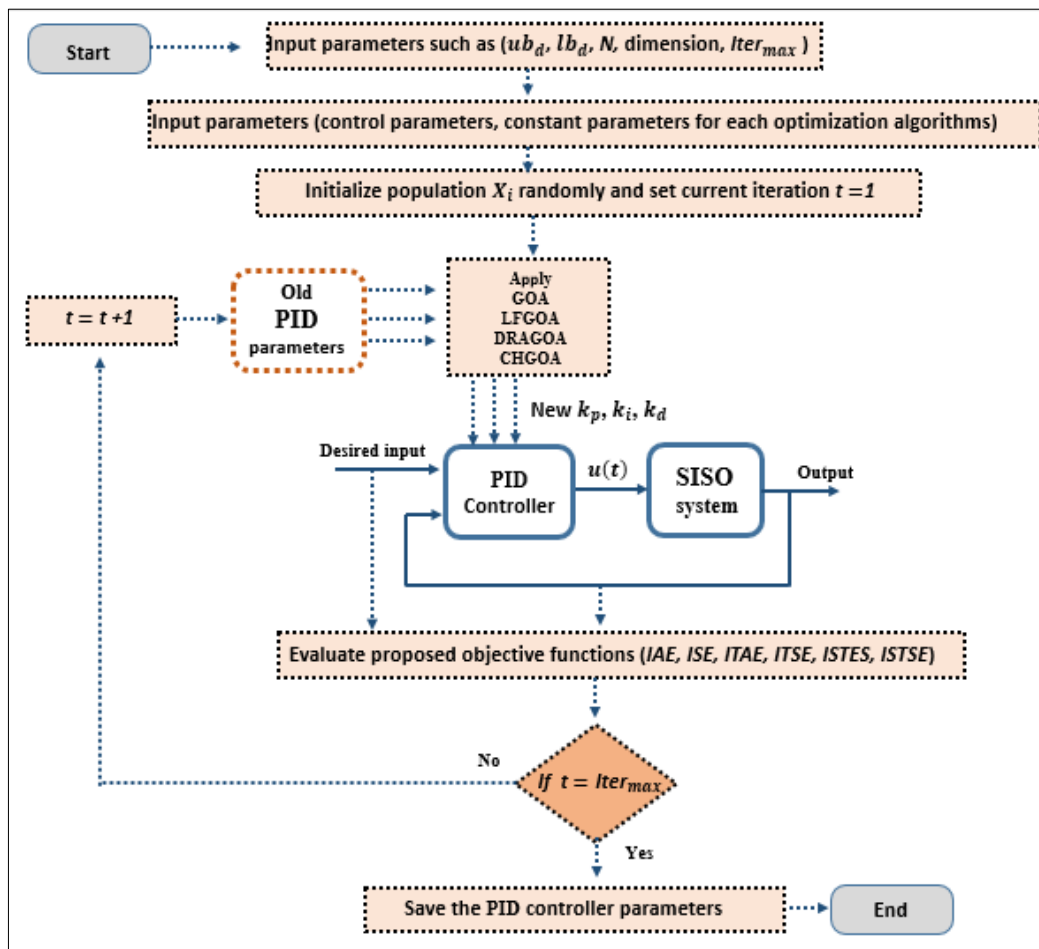 Start
Input parameters such as (ub_d, lb_d, N, dimension, Iter_max )
Input parameters (control parameters, constant parameters for each optimization algorithms)
Initialize population X_i randomly and set current iteration t =1
Apply
GOA
LFGOA
DRAGOA
CHGOA
Old
PID
parameters
t = t +1
New k_p, k_i, k_d
Desired input
PID
Controller
u(t)
SISO
system
Output
Evaluate proposed objective functions (IAE, ISE, ITAE, ITSE, ISTES, ISTSE)
No
If t = Iter_max
Yes
Save the PID controller parameters
End